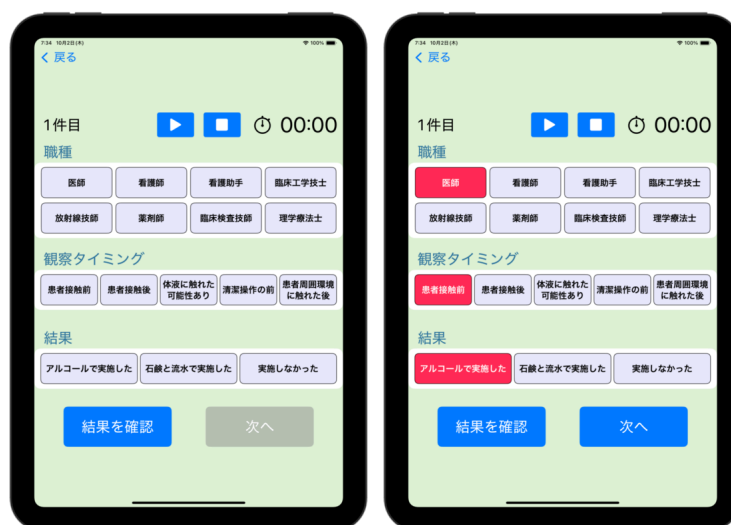 7:34 10月2日(木)
100%
戻る
1件目
00:00
職種
医師 看護師 看護助手 臨床工学技士
放射線技師 薬剤師 臨床検査技師 理学療法士
観察タイミング
患者接触前 患者接触後 体液に触れた 清潔操作の前 患者周囲環境
可能性あり に触れた後
結果
アルコールで実施した 石鹸と流水で実施した 実施しなかった
結果を確認 次へ
7:34 10月2日(木)
100%
戻る
1件目
00:00
職種
医師 看護師 看護助手 臨床工学技士
放射線技師 薬剤師 臨床検査技師 理学療法士
観察タイミング
患者接触前 患者接触後 体液に触れた 清潔操作の前 患者周囲環境
可能性あり に触れた後
結果
アルコールで実施した 石鹸と流水で実施した 実施しなかった
結果を確認 次へ